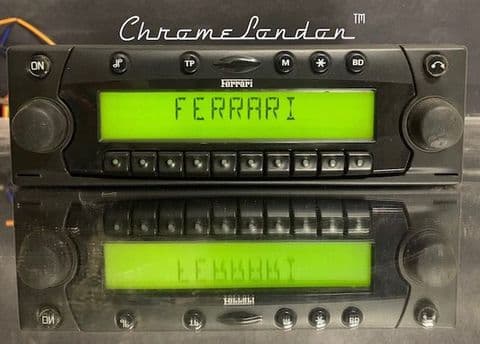 ChromeLondon™
ON TP M * BD
Ferrari
FERRARI